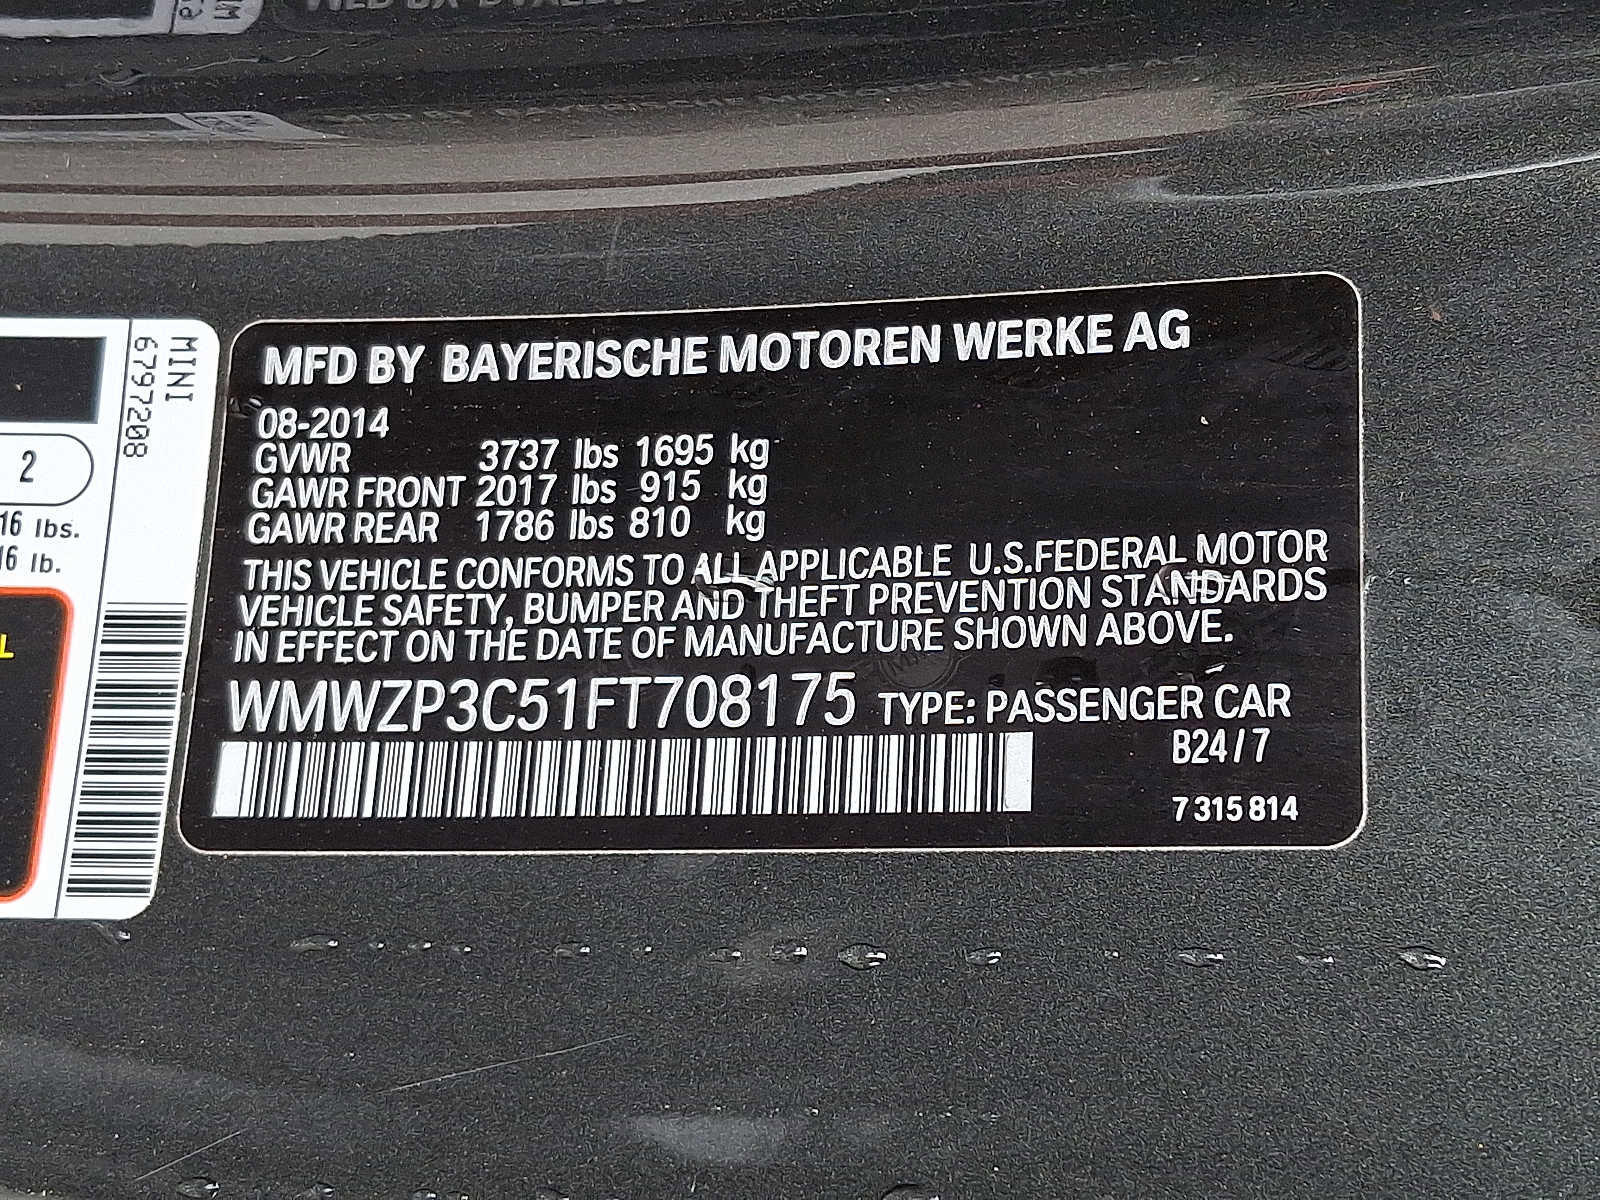 MFD BY BAYERISCHE MOTOREN WERKE AG
08-2014
GVWR 3737 lbs 1695 kg
GAWR FRONT 2017 lbs 915 kg
GAWR REAR 1786 lbs 810 kg
THIS VEHICLE CONFORMS TO ALL APPLICABLE U.S.FEDERAL MOTOR
VEHICLE SAFETY, BUMPER AND THEFT PREVENTION STANDARDS
IN EFFECT ON THE DATE OF MANUFACTURE SHOWN ABOVE.
WMWZP3C51FT708175 TYPE: PASSENGER CAR
B24/7
7315814
MINI
6797208
2
16 lbs.
16 lb.
L